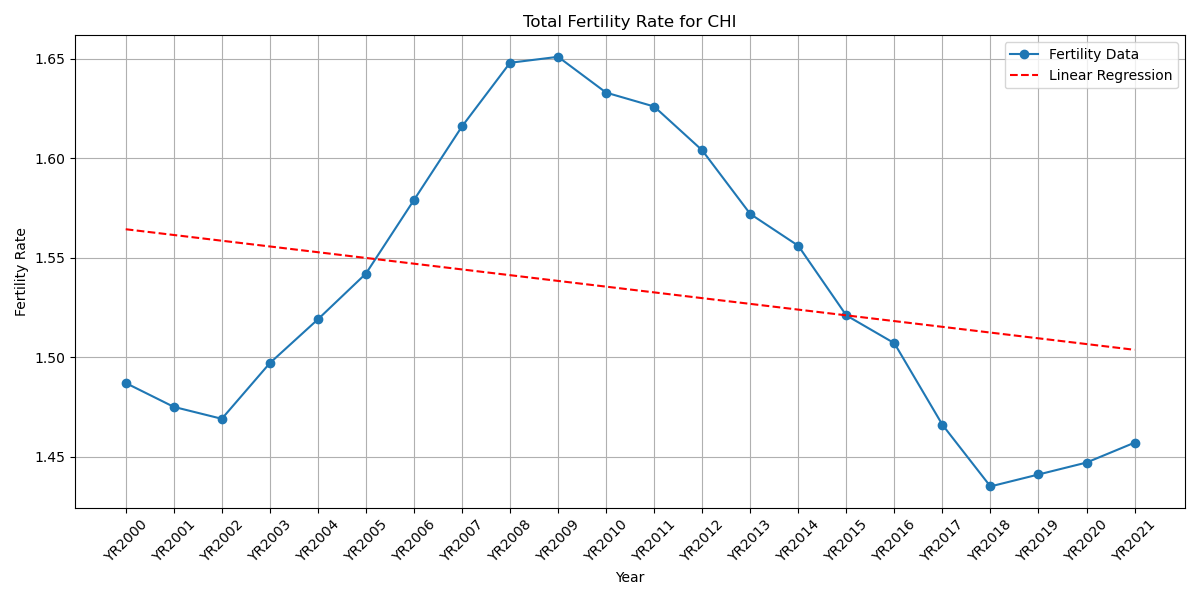 Total Fertility Rate for CHI
Fertility Data
Linear Regression
Fertility Rate
1.65
1.60
1.55
1.50
1.45
YR2000
YR2001
YR2002
YR2003
YR2004
YR2005
YR2006
YR2007
YR2008
YR2009
YR2010
YR2011
YR2012
YR2013
YR2014
YR2015
YR2016
YR2017
YR2018
YR2019
YR2020
YR2021
Year